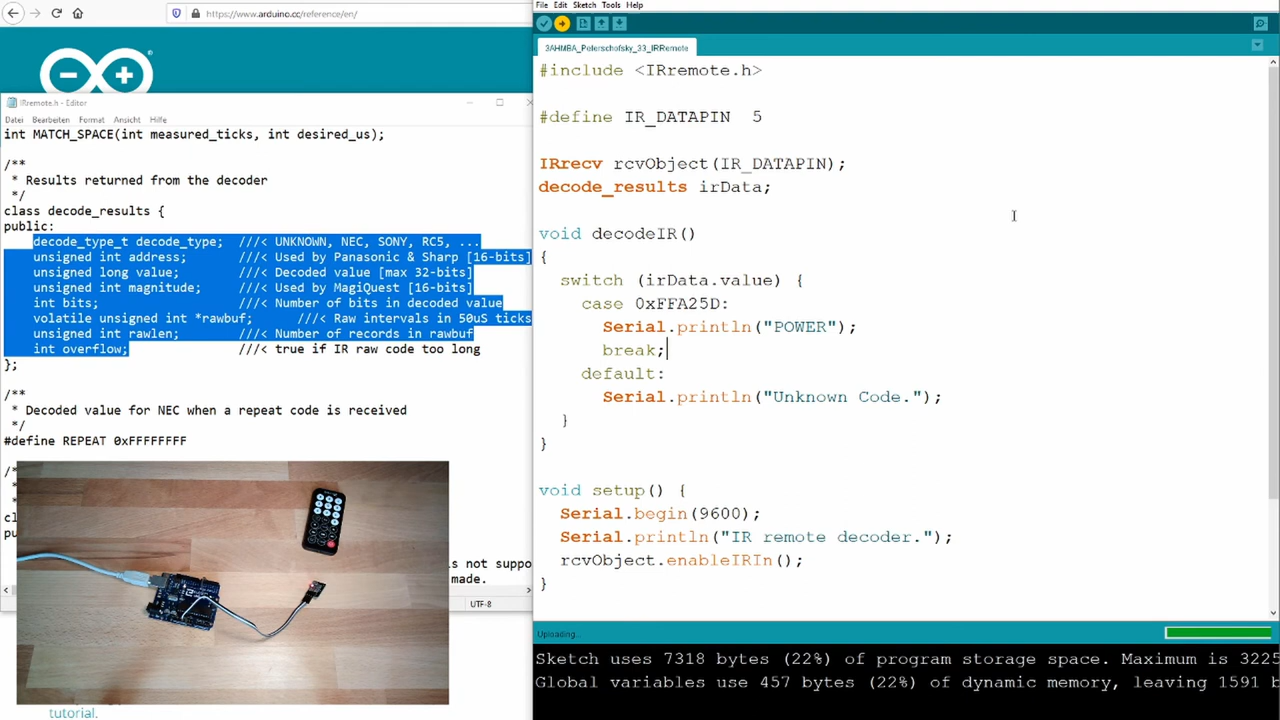 https://www.arduino.cc/reference/en/
IRremote.h - Editor
Datei Bearbeiten Format Ansicht Hilfe
int MATCH_SPACE(int measured_ticks, int desired_us);
/**
* Results returned from the decoder
*/
class decode_results {
public:
decode_type_t decode_type; ///< UNKNOWN, NEC, SONY, RC5, ...
unsigned int address; ///< Used by Panasonic & Sharp [16-bits]
unsigned long value; ///< Decoded value [max 32-bits]
unsigned int magnitude; ///< Used by MagiQuest [16-bits]
int bits; ///< Number of bits in decoded value
volatile unsigned int *rawbuf; ///< Raw intervals in 50uS ticks
unsigned int rawlen; ///< Number of records in rawbuf
int overflow; ///< true if IR raw code too long
};
/**
* Decoded value for NEC when a repeat code is received
*/
#define REPEAT 0xFFFFFFFF
/*
cl
pu
is not suppo
made.
UTF-8
tutorial.
File Edit Sketch Tools Help
3AHMBA_Peterschofsky_33_IRRemote
#include <IRremote.h>
#define IR_DATAPIN 5
IRrecv rcvObject(IR_DATAPIN);
decode_results irData;
void decodeIR()
{
switch (irData.value) {
case 0xFFA25D:
Serial.println("POWER");
break;
default:
Serial.println("Unknown Code.");
}
}
void setup() {
Serial.begin(9600);
Serial.println("IR remote decoder.");
rcvObject.enableIRIn();
}
Uploading...
Sketch uses 7318 bytes (22%) of program storage space. Maximum is 3225
Global variables use 457 bytes (22%) of dynamic memory, leaving 1591 b